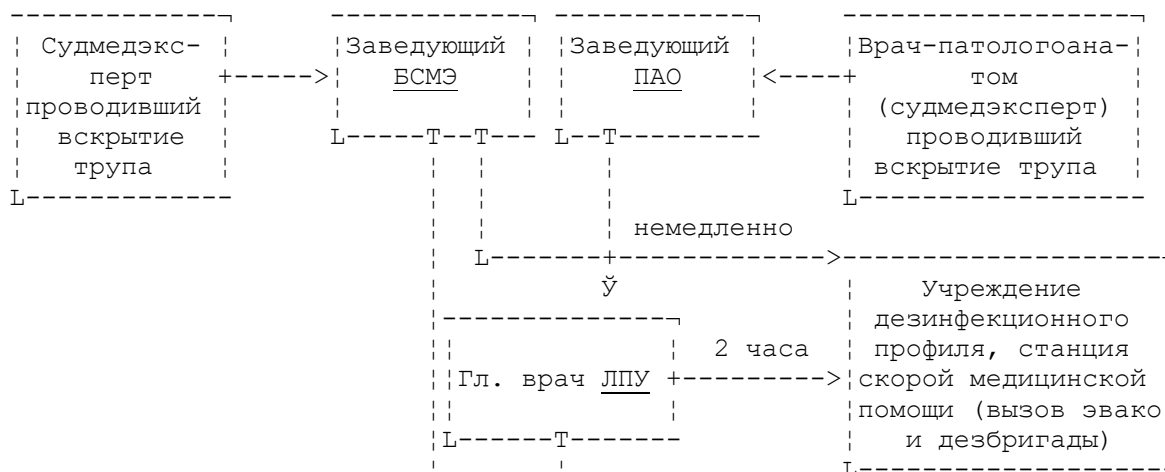 Судмедэкс-
перт
проводивший
вскрытие
трупа
Заведующий
БСМЭ
Заведующий
ПАО
Врач-патологоана-
том
(судмедэксперт)
проводивший
вскрытие трупа
немедленно
Гл. врач ЛПУ
2 часа
Учреждение
дезинфекционного
профиля, станция
скорой медицинской
помощи (вызов эвако
и дезбригады)